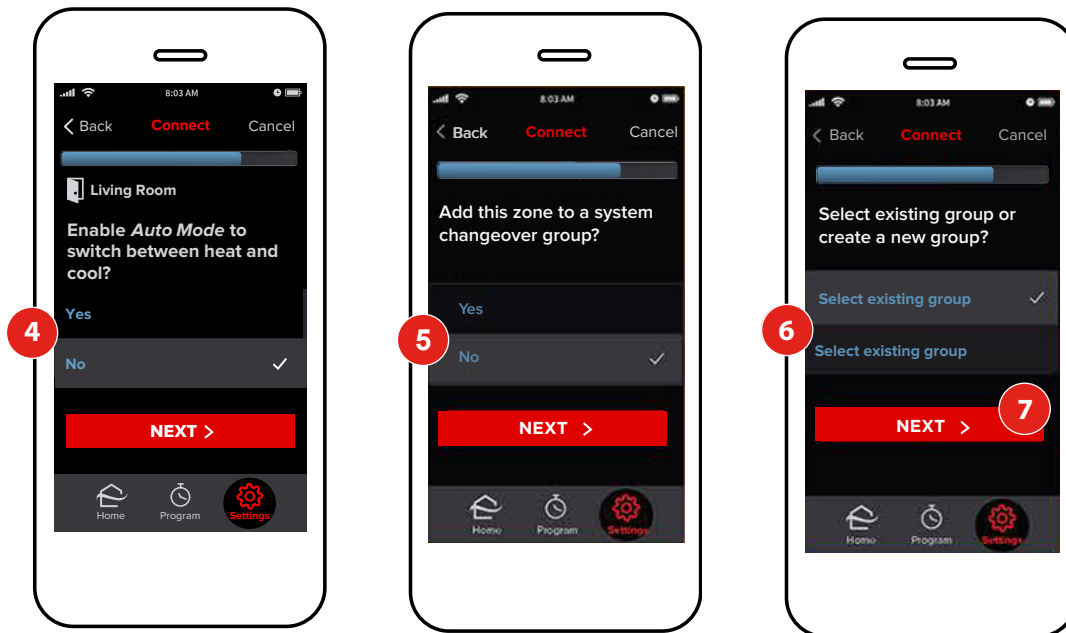 8:03 AM
Back Connect Cancel
Living Room
Enable Auto Mode to
switch between heat and
cool?
Yes
4
No
NEXT >
Home Program Settings
8:03 AM
Back Connect Cancel
Add this zone to a system
changeover group?
Yes
5
No
NEXT >
Home Program Settings
8:03 AM
Back Connect Cancel
Select existing group or
create a new group?
Select existing group
6
Select existing group
7
NEXT >
Home Program Settings